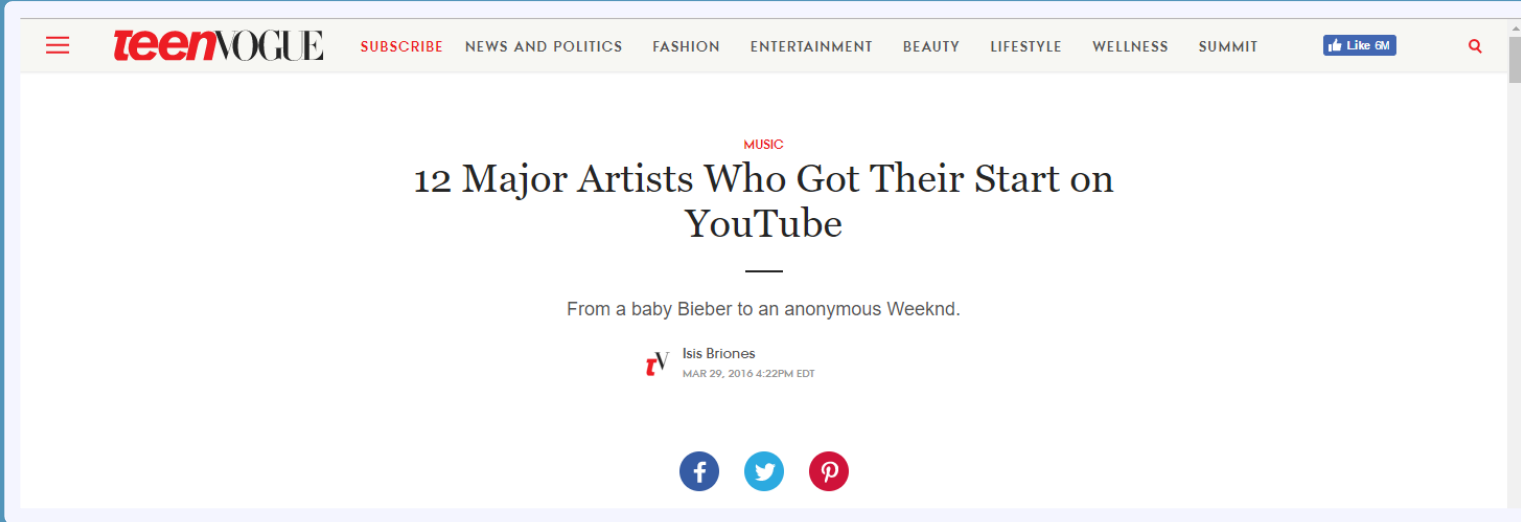 teenVOGUE SUBSCRIBE NEWS AND POLITICS FASHION ENTERTAINMENT BEAUTY LIFESTYLE WELLNESS SUMMIT Like 6M
MUSIC
12 Major Artists Who Got Their Start on
YouTube
From a baby Bieber to an anonymous Weeknd.
tV Isis Briones
MAR 29, 2016 4:22PM EDT